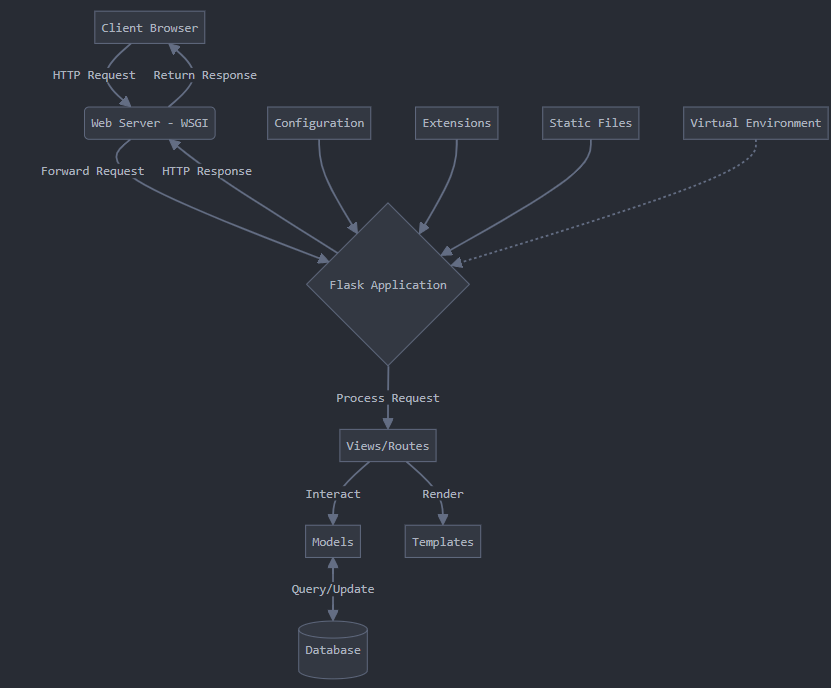 Client Browser
HTTP Request
Return Response
Web Server - WSGI
Configuration
Extensions
Static Files
Virtual Environment
Forward Request
HTTP Response
Flask Application
Process Request
Views/Routes
Interact
Render
Models
Templates
Query/Update
Database